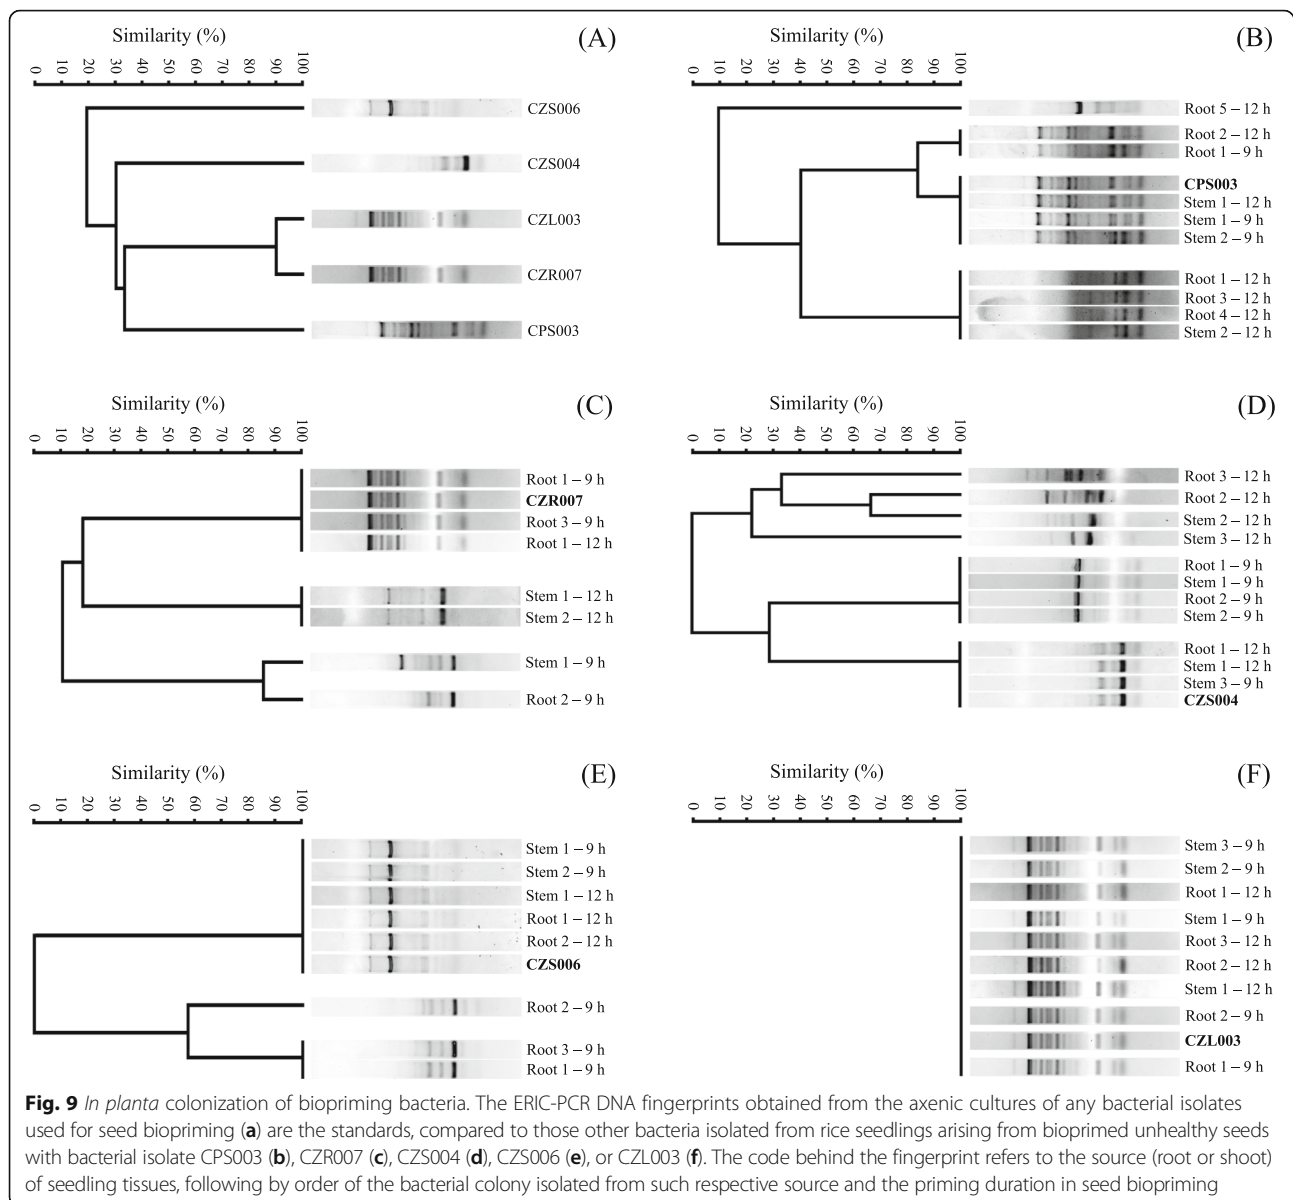 Similarity (%)
(A)
0 10 20 30 40 50 60 70 80 90 100
CZS006
CZS004
CZL003
CZR007
CPS003
Similarity (%)
(B)
0 10 20 30 40 50 60 70 80 90 100
Root 5 – 12 h
Root 2 – 12 h
Root 1 – 9 h
CPS003
Stem 1 – 12 h
Stem 1 – 9 h
Stem 2 – 9 h
Root 1 – 12 h
Root 3 – 12 h
Root 4 – 12 h
Stem 2 – 12 h
Similarity (%)
(C)
0 10 20 30 40 50 60 70 80 90 100
Root 1 – 9 h
CZR007
Root 3 – 9 h
Root 1 – 12 h
Stem 1 – 12 h
Stem 2 – 12 h
Stem 1 – 9 h
Root 2 – 9 h
Similarity (%)
(D)
0 10 20 30 40 50 60 70 80 90 100
Root 3 – 12 h
Root 2 – 12 h
Stem 2 – 12 h
Stem 3 – 12 h
Root 1 – 9 h
Stem 1 – 9 h
Root 2 – 9 h
Stem 2 – 9 h
Root 1 – 12 h
Stem 1 – 12 h
Stem 3 – 9 h
CZS004
Similarity (%)
(E)
0 10 20 30 40 50 60 70 80 90 100
Stem 1 – 9 h
Stem 2 – 9 h
Stem 1 – 12 h
Root 1 – 12 h
Root 2 – 12 h
CZS006
Root 2 – 9 h
Root 3 – 9 h
Root 1 – 9 h
Similarity (%)
(F)
0 10 20 30 40 50 60 70 80 90 100
Stem 3 – 9 h
Stem 2 – 9 h
Root 1 – 12 h
Stem 1 – 9 h
Root 3 – 12 h
Root 2 – 12 h
Stem 1 – 12 h
Root 2 – 9 h
CZL003
Root 1 – 9 h
Fig. 9 In planta colonization of biopriming bacteria. The ERIC-PCR DNA fingerprints obtained from the axenic cultures of any bacterial isolates
used for seed biopriming (a) are the standards, compared to those other bacteria isolated from rice seedlings arising from bioprimed unhealthy seeds
with bacterial isolate CPS003 (b), CZR007 (c), CZS004 (d), CZS006 (e), or CZL003 (f). The code behind the fingerprint refers to the source (root or shoot)
of seedling tissues, following by order of the bacterial colony isolated from such respective source and the priming duration in seed biopriming